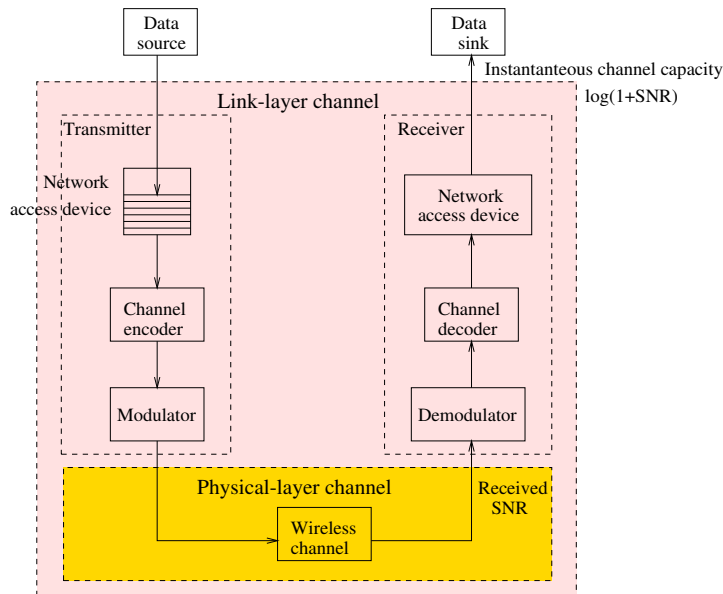 Data
source
Data
sink
Instantanteous channel capacity
log(1+SNR)
Link-layer channel
Transmitter
Receiver
Network
access device
Network
access device
Channel
encoder
Channel
decoder
Modulator
Demodulator
Physical-layer channel
Received
SNR
Wireless
channel